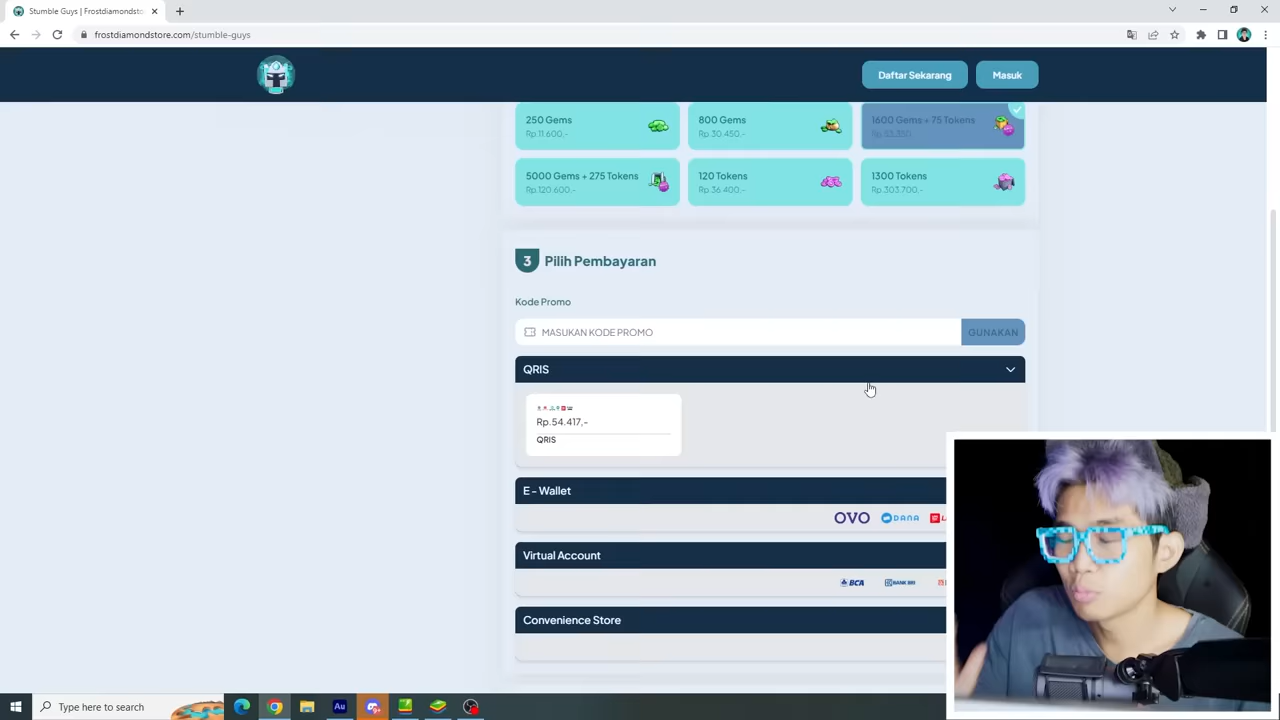 Stumble Guys | Frostdiamondsto
frostdiamondstore.com/stumble-guys
Daftar Sekarang
Masuk
250 Gems
Rp.11.600,-
800 Gems
Rp.30.450,-
1600 Gems + 75 Tokens
5000 Gems + 275 Tokens
Rp.120.600,-
120 Tokens
Rp.36.400,-
1300 Tokens
Rp.303.700,-
3 Pilih Pembayaran
Kode Promo
MASUKAN KODE PROMO
GUNAKAN
QRIS
Rp.54.417,-
QRIS
E - Wallet
OVO DANA
Virtual Account
BCA
Convenience Store
Type here to search
Au